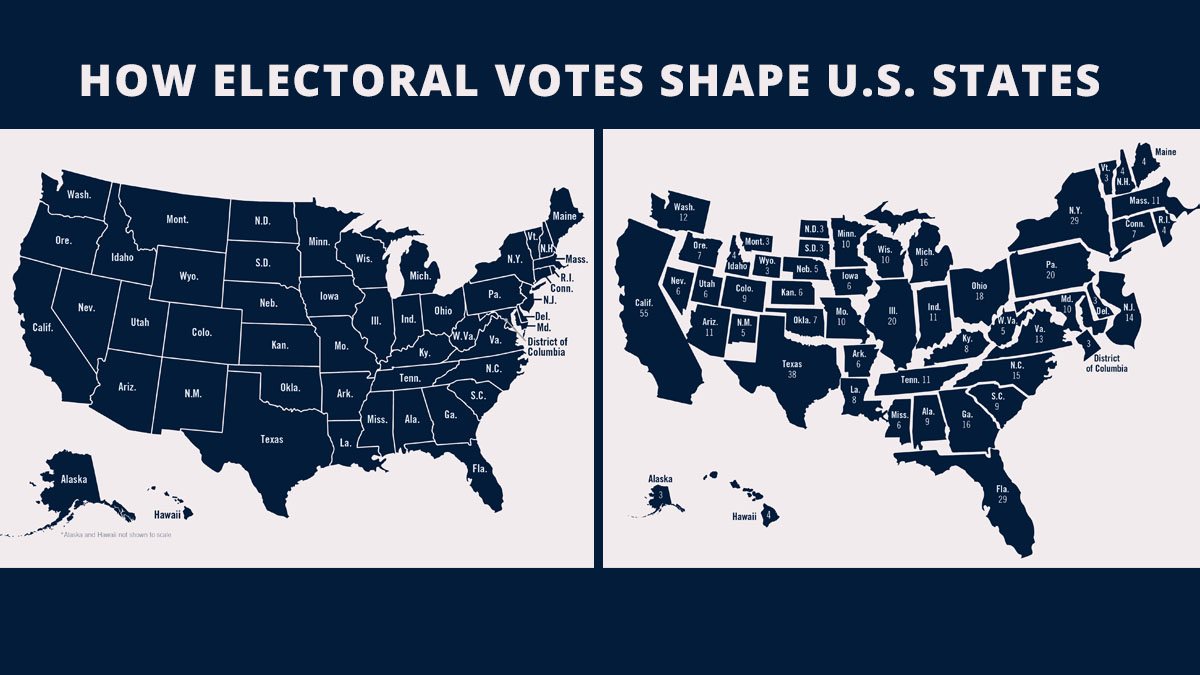 HOW ELECTORAL VOTES SHAPE U.S. STATES
Wash.
Ore.
Calif.
Idaho
Nev.
Mont.
Wyo.
Utah
Ariz.
Colo.
N.M.
N.D.
S.D.
Neb.
Kan.
Okla.
Texas
Minn.
Iowa
Mo.
Ark.
La.
Wis.
Ill.
Mich.
Ind.
Ohio
Ky.
Tenn.
Miss.
Ala.
Ga.
Fla.
S.C.
N.C.
Va.
W.Va.
Pa.
N.Y.
Vt.
N.H.
Maine
Mass.
R.I.
Conn.
N.J.
Del.
Md.
District of
Columbia
Alaska
Hawaii
*Alaska and Hawaii not shown to scale
Wash.
12
Ore.
7
Calif.
55
Idaho
4
Nev.
6
Mont. 3
Wyo.
3
Utah
6
Colo.
9
Ariz.
11
N.M.
5
N.D. 3
S.D. 3
Neb. 5
Kan. 6
Okla. 7
Texas
38
Minn.
10
Iowa
6
Mo.
10
Ark.
6
La.
8
Wis.
10
Ill.
20
Mich.
16
Ind.
11
Ohio
18
Ky.
8
Tenn. 11
Miss.
6
Ala.
9
Ga.
16
Fla.
29
S.C.
9
N.C.
15
Va.
13
W.Va.
5
Pa.
20
N.Y.
29
Vt.
3
4
N.H.
4
Maine
Mass. 11
Conn.
7
R.I.
4
N.J.
14
3
Del.
Md.
10
3
District
of Columbia
Alaska
3
Hawaii
4